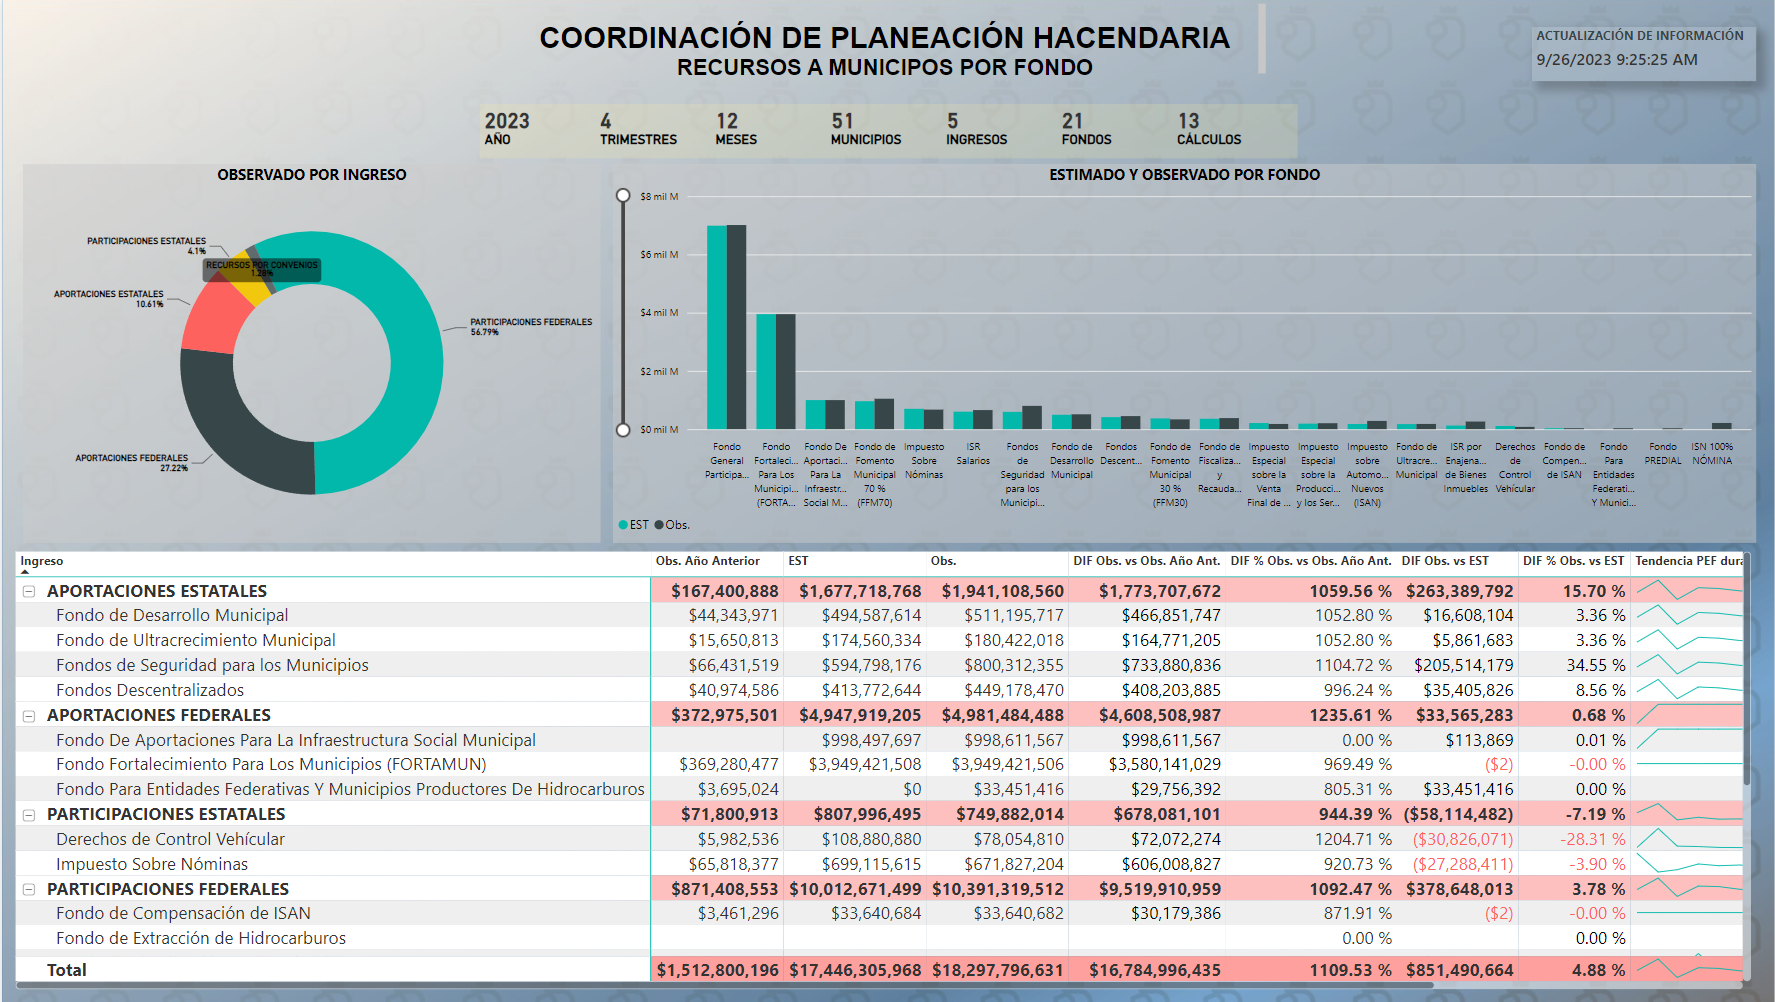 COORDINACIÓN DE PLANEACIÓN HACENDARIA
RECURSOS A MUNICIPOS POR FONDO
ACTUALIZACIÓN DE INFORMACIÓN
9/26/2023 9:25:25 AM
2023 4 12 51 5 21 13
AÑO TRIMESTRES MESES MUNICIPIOS INGRESOS FONDOS CÁLCULOS
OBSERVADO POR INGRESO
PARTICIPACIONES ESTATALES
4.1%
RECURSOS POR CONVENIOS
1.28%
APORTACIONES ESTATALES
10.61%
PARTICIPACIONES FEDERALES
56.79%
APORTACIONES FEDERALES
27.22%
ESTIMADO Y OBSERVADO POR FONDO
$8 mil M
$6 mil M
$4 mil M
$2 mil M
$0 mil M
Fondo General Participa...
Fondo Fortaleci... Para Los Municipi... (FORTA...
Fondo De Aportaci... Para La Infraestr... Social M...
Fondo de Fomento Municipal 70 % (FFM70)
Impuesto Sobre Nóminas
ISR Salarios
Fondos de Seguridad para los Municipi...
Fondo de Desarrollo Municipal
Fondos Descent...
Fondo de Fomento Municipal 30 % (FFM30)
Fondo de Fiscaliza... y Recauda...
Impuesto Especial sobre la Venta Final de ...
Impuesto Especial sobre la Producci... y los Ser...
Impuesto sobre Automo... Nuevos (ISAN)
Fondo de Ultracre... Municipal
ISR por Enajena... de Bienes Inmuebles
Derechos de Control Vehícular
Fondo de Compen... de ISAN
Fondo Para Entidades Federati... Y Munici...
Fondo PREDIAL
ISN 100% NÓMINA
EST Obs.
Ingreso Obs. Año Anterior EST Obs. DIF Obs. vs Obs. Año Ant. DIF % Obs. vs Obs. Año Ant. DIF Obs. vs EST DIF % Obs. vs EST Tendencia PEF dura
APORTACIONES ESTATALES $167,400,888 $1,677,718,768 $1,941,108,560 $1,773,707,672 1059.56 % $263,389,792 15.70 %
Fondo de Desarrollo Municipal $44,343,971 $494,587,614 $511,195,717 $466,851,747 1052.80 % $16,608,104 3.36 %
Fondo de Ultracrecimiento Municipal $15,650,813 $174,560,334 $180,422,018 $164,771,205 1052.80 % $5,861,683 3.36 %
Fondos de Seguridad para los Municipios $66,431,519 $594,798,176 $800,312,355 $733,880,836 1104.72 % $205,514,179 34.55 %
Fondos Descentralizados $40,974,586 $413,772,644 $449,178,470 $408,203,885 996.24 % $35,405,826 8.56 %
APORTACIONES FEDERALES $372,975,501 $4,947,919,205 $4,981,484,488 $4,608,508,987 1235.61 % $33,565,283 0.68 %
Fondo De Aportaciones Para La Infraestructura Social Municipal $998,497,697 $998,611,567 $998,611,567 0.00 % $113,869 0.01 %
Fondo Fortalecimiento Para Los Municipios (FORTAMUN) $369,280,477 $3,949,421,508 $3,949,421,506 $3,580,141,029 969.49 % ($2) -0.00 %
Fondo Para Entidades Federativas Y Municipios Productores De Hidrocarburos $3,695,024 $0 $33,451,416 $29,756,392 805.31 % $33,451,416 0.00 %
PARTICIPACIONES ESTATALES $71,800,913 $807,996,495 $749,882,014 $678,081,101 944.39 % ($58,114,482) -7.19 %
Derechos de Control Vehícular $5,982,536 $108,880,880 $78,054,810 $72,072,274 1204.71 % ($30,826,071) -28.31 %
Impuesto Sobre Nóminas $65,818,377 $699,115,615 $671,827,204 $606,008,827 920.73 % ($27,288,411) -3.90 %
PARTICIPACIONES FEDERALES $871,408,553 $10,012,671,499 $10,391,319,512 $9,519,910,959 1092.47 % $378,648,013 3.78 %
Fondo de Compensación de ISAN $3,461,296 $33,640,684 $33,640,682 $30,179,386 871.91 % ($2) -0.00 %
Fondo de Extracción de Hidrocarburos 0.00 % 0.00 %
Total $1,512,800,196 $17,446,305,968 $18,297,796,631 $16,784,996,435 1109.53 % $851,490,664 4.88 %